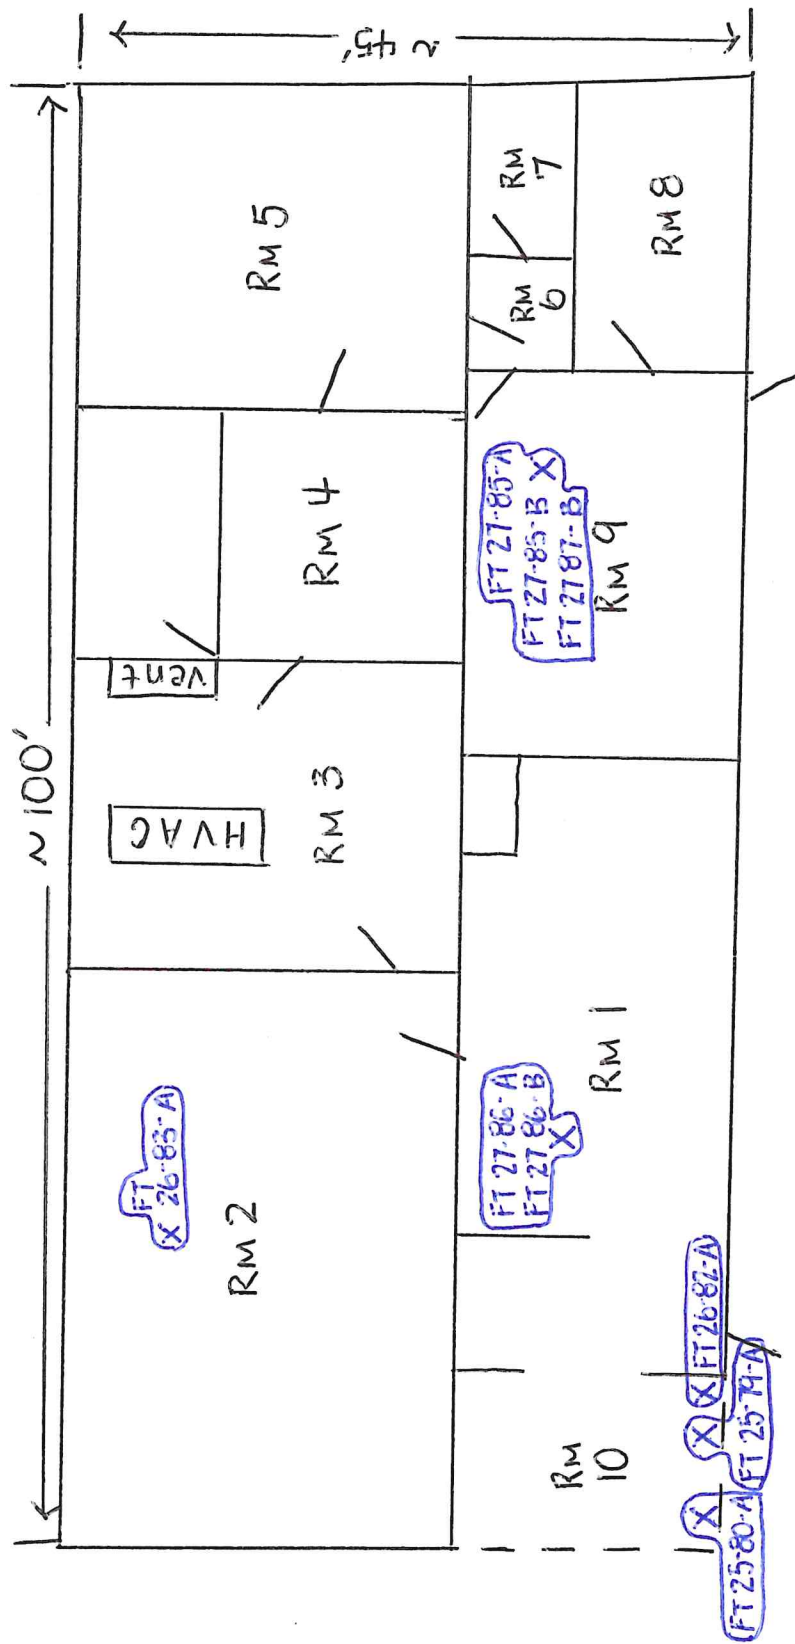 ~ 100'
~ 45'
RM 5
RM 4
Vent
RM 3
HVAC
RM 2
FT
X 26-83-A
RM
7
RM
6
RM 8
FT 27-85-A
FT 27-85-B X
FT 27 87-B
RM 9
RM 1
FT 27-86-A
FT 27 86-B
X
RM
10
X FT 26-82-A
X
FT 25-79-A
X
FT 25-80-A